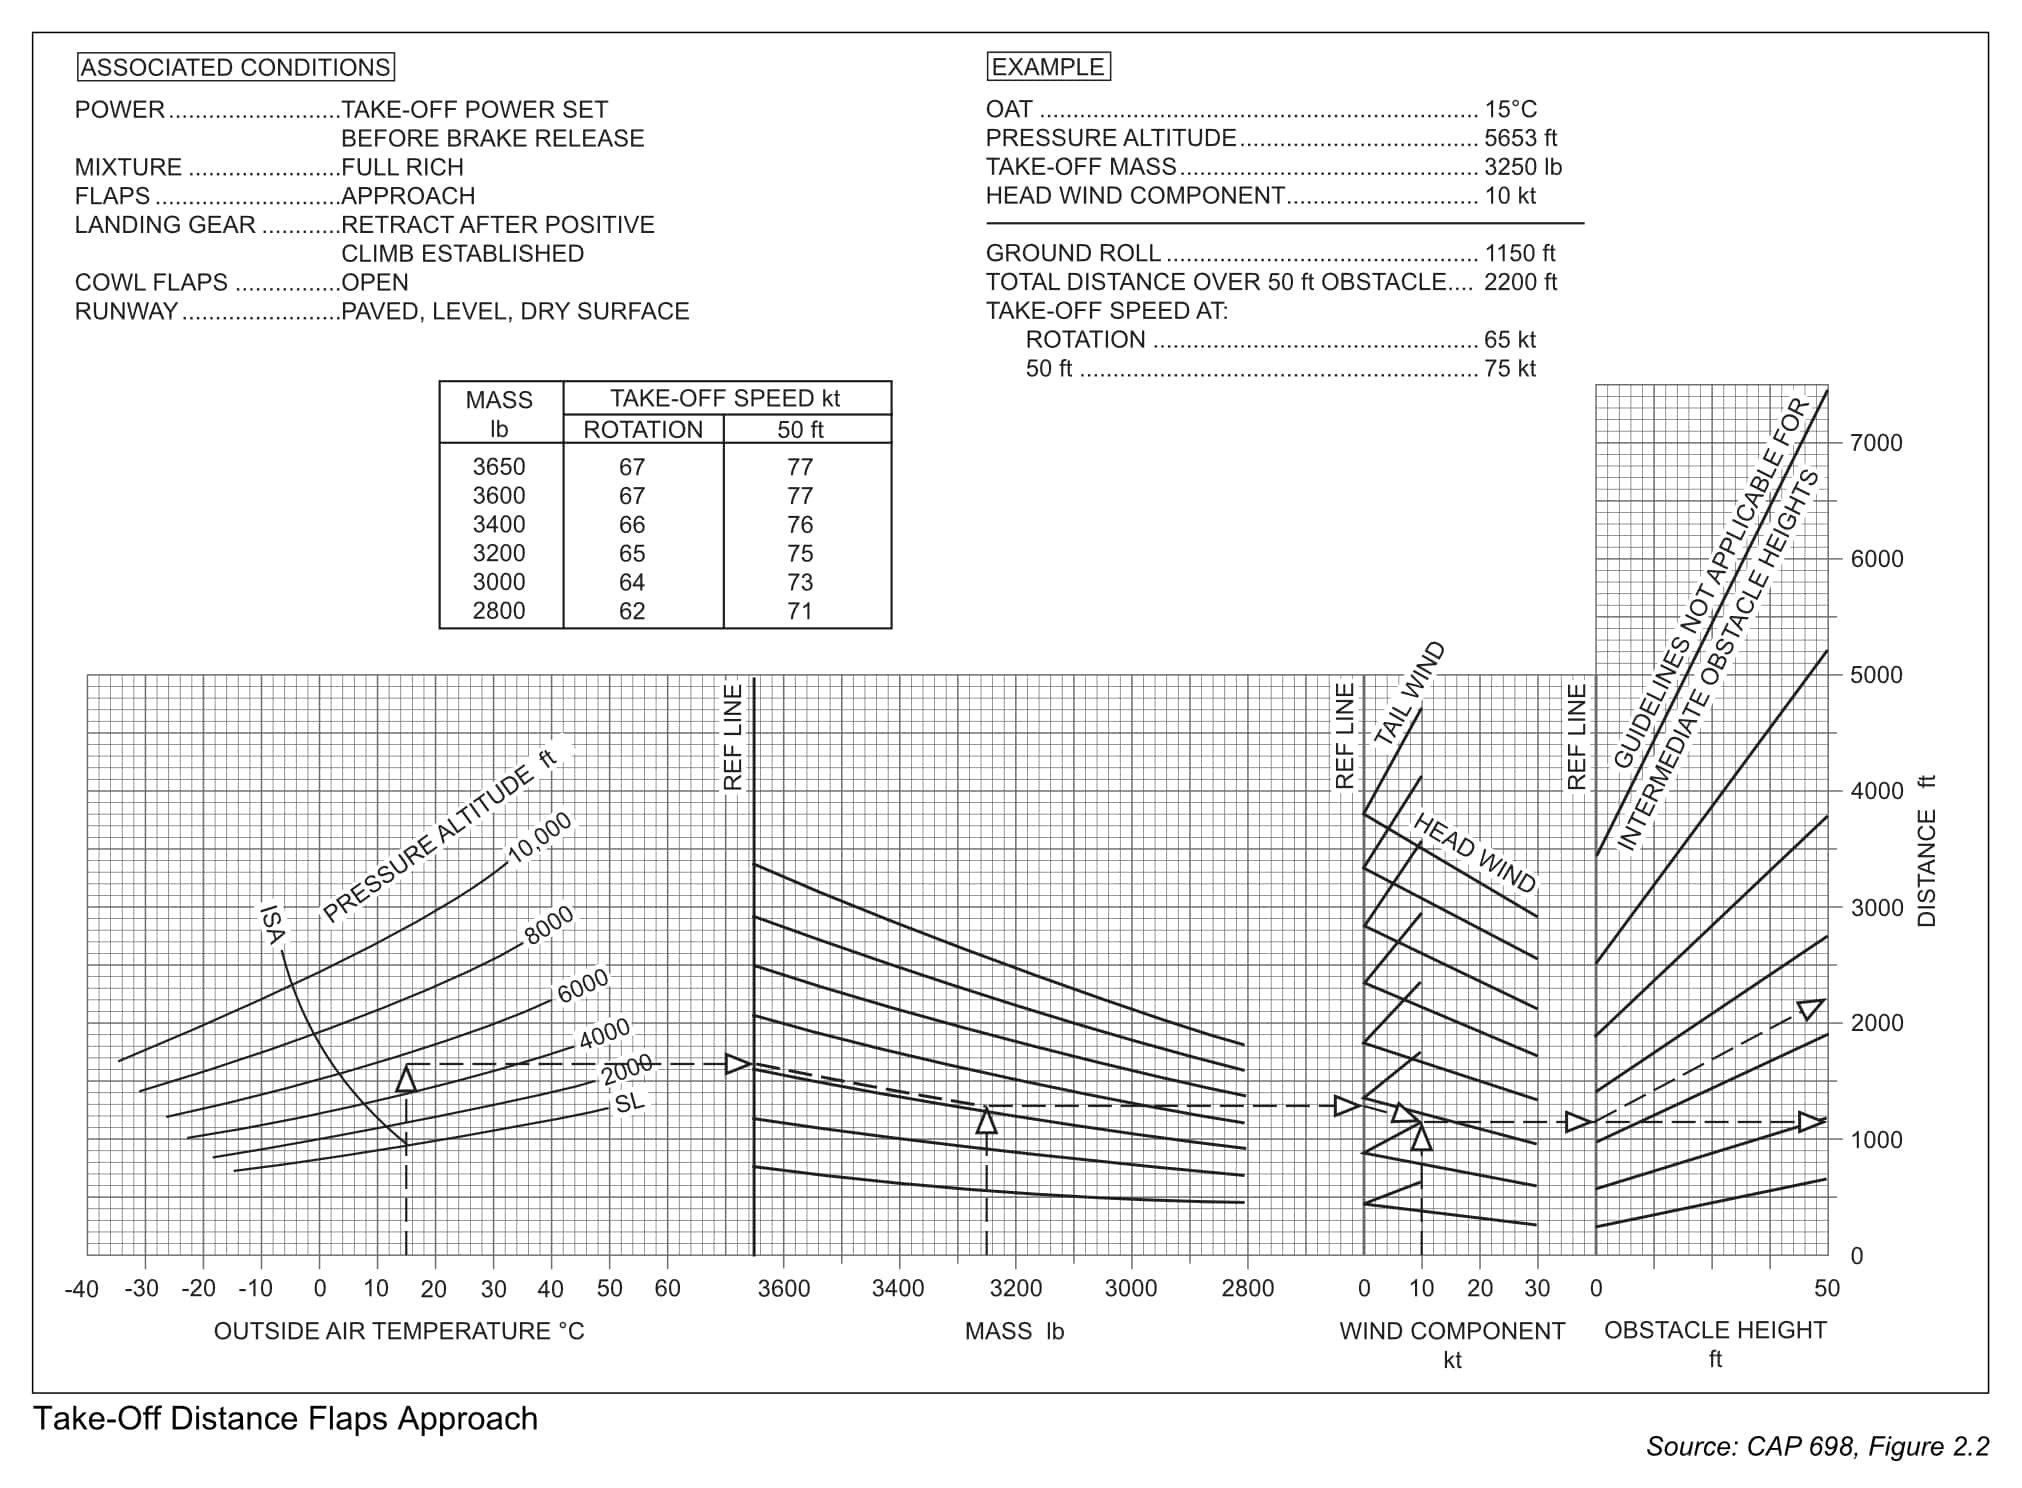 ASSOCIATED CONDITIONS
POWER..........................TAKE-OFF POWER SET
BEFORE BRAKE RELEASE
MIXTURE .......................FULL RICH
FLAPS ............................APPROACH
LANDING GEAR ............RETRACT AFTER POSITIVE
CLIMB ESTABLISHED
COWL FLAPS ................OPEN
RUNWAY........................PAVED, LEVEL, DRY SURFACE
EXAMPLE
OAT .................................................................. 15°C
PRESSURE ALTITUDE.................................... 5653 ft
TAKE-OFF MASS............................................. 3250 lb
HEAD WIND COMPONENT............................. 10 kt
GROUND ROLL ............................................... 1150 ft
TOTAL DISTANCE OVER 50 ft OBSTACLE.... 2200 ft
TAKE-OFF SPEED AT:
ROTATION ................................................. 65 kt
50 ft ............................................................ 75 kt
MASS lb TAKE-OFF SPEED kt
ROTATION 50 ft
3650 67 77
3600 67 77
3400 66 76
3200 65 75
3000 64 73
2800 62 71
GUIDELINES NOT APPLICABLE FOR
INTERMEDIATE OBSTACLE HEIGHTS
7000
6000
5000
4000
3000
2000
1000
0
DISTANCE ft
REF LINE
REF LINE
REF LINE
TAIL WIND
HEAD WIND
PRESSURE ALTITUDE ft
ISA
10,000
8000
6000
4000
2000
SL
-40 -30 -20 -10 0 10 20 30 40 50 60
3600 3400 3200 3000 2800
0 10 20 30
0 50
OUTSIDE AIR TEMPERATURE °C
MASS lb
WIND COMPONENT
kt
OBSTACLE HEIGHT
ft
Take-Off Distance Flaps Approach
Source: CAP 698, Figure 2.2